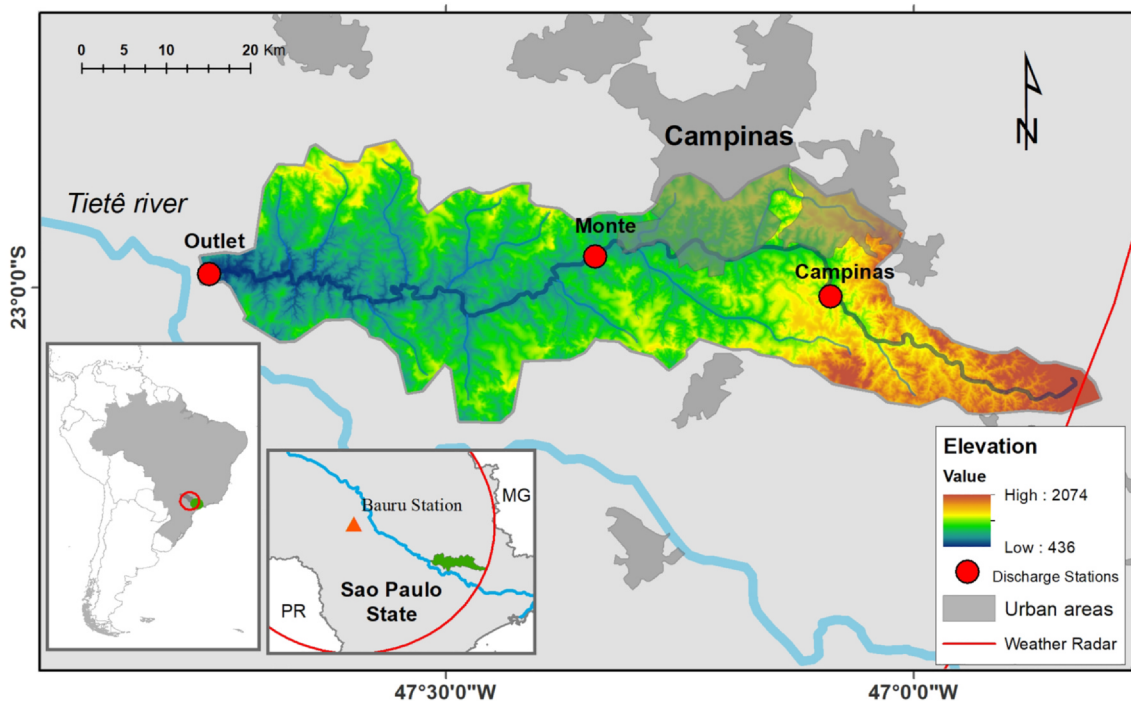 0 5 10 20 Km
Campinas
N
Tietê river
Outlet
Monte
Campinas
23°0'0"S
Bauru Station
MG
Sao Paulo
State
PR
Elevation
Value
High : 2074
Low : 436
Discharge Stations
Urban areas
Weather Radar
47°30'0"W
47°0'0"W